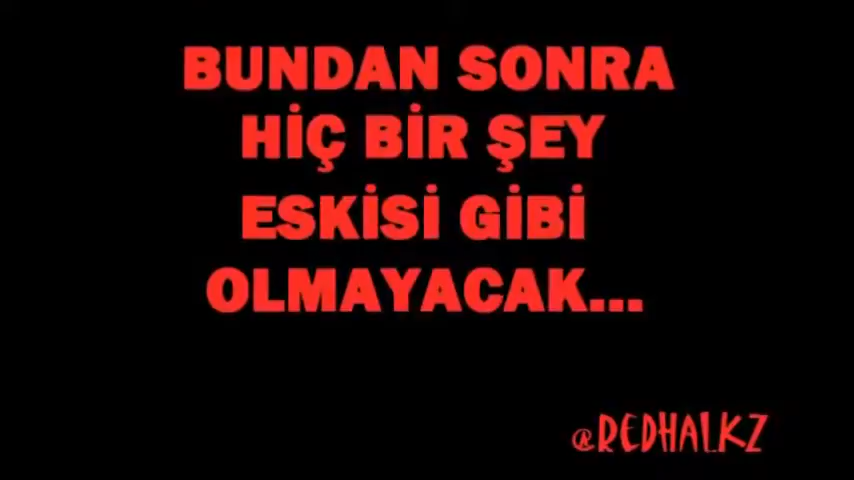 BUNDAN SONRA
HİÇ BİR ŞEY
ESKİSİ GİBİ
OLMAYACAK...
@REDHALKZ